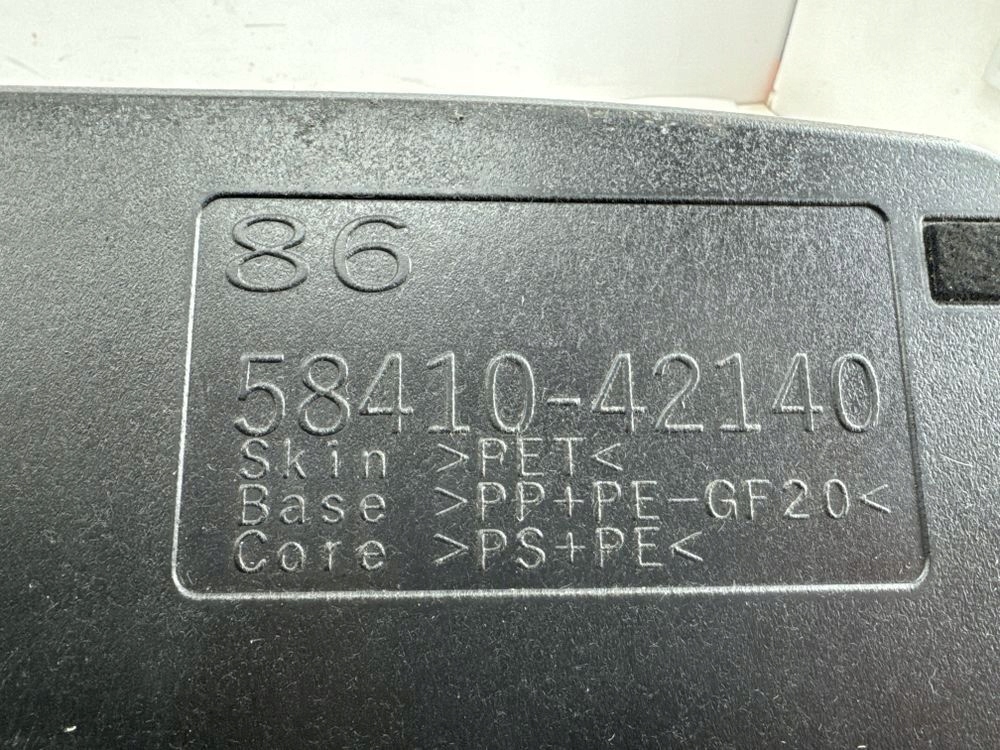 86
58410-42140
Skin >PET<
Base >PP+PE-GF20<
Core >PS+PE<